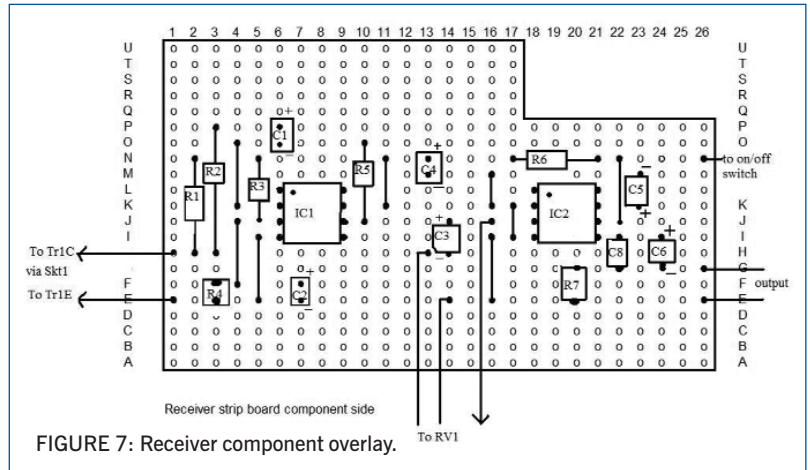 1 2 3 4 5 6 7 8 9 10 11 12 13 14 15 16 17 18 19 20 21 22 23 24 25 26
U U
T T
S S
R R
Q Q
+
P P
C1
O O
−
+
N to on/off
R6
switch
R2 R5 C4
M
−
R1 R3 C5
L
−
K K
+
IC1 IC2
J J
+
I I
C3
+
To Tr1C H
−
C8 C6
via Skt1 G
−
+
F F output
R4 C2 R7
To Tr1E E E
−
D D
C C
B B
A A
Receiver strip board component side
To RV1
FIGURE 7: Receiver component overlay.